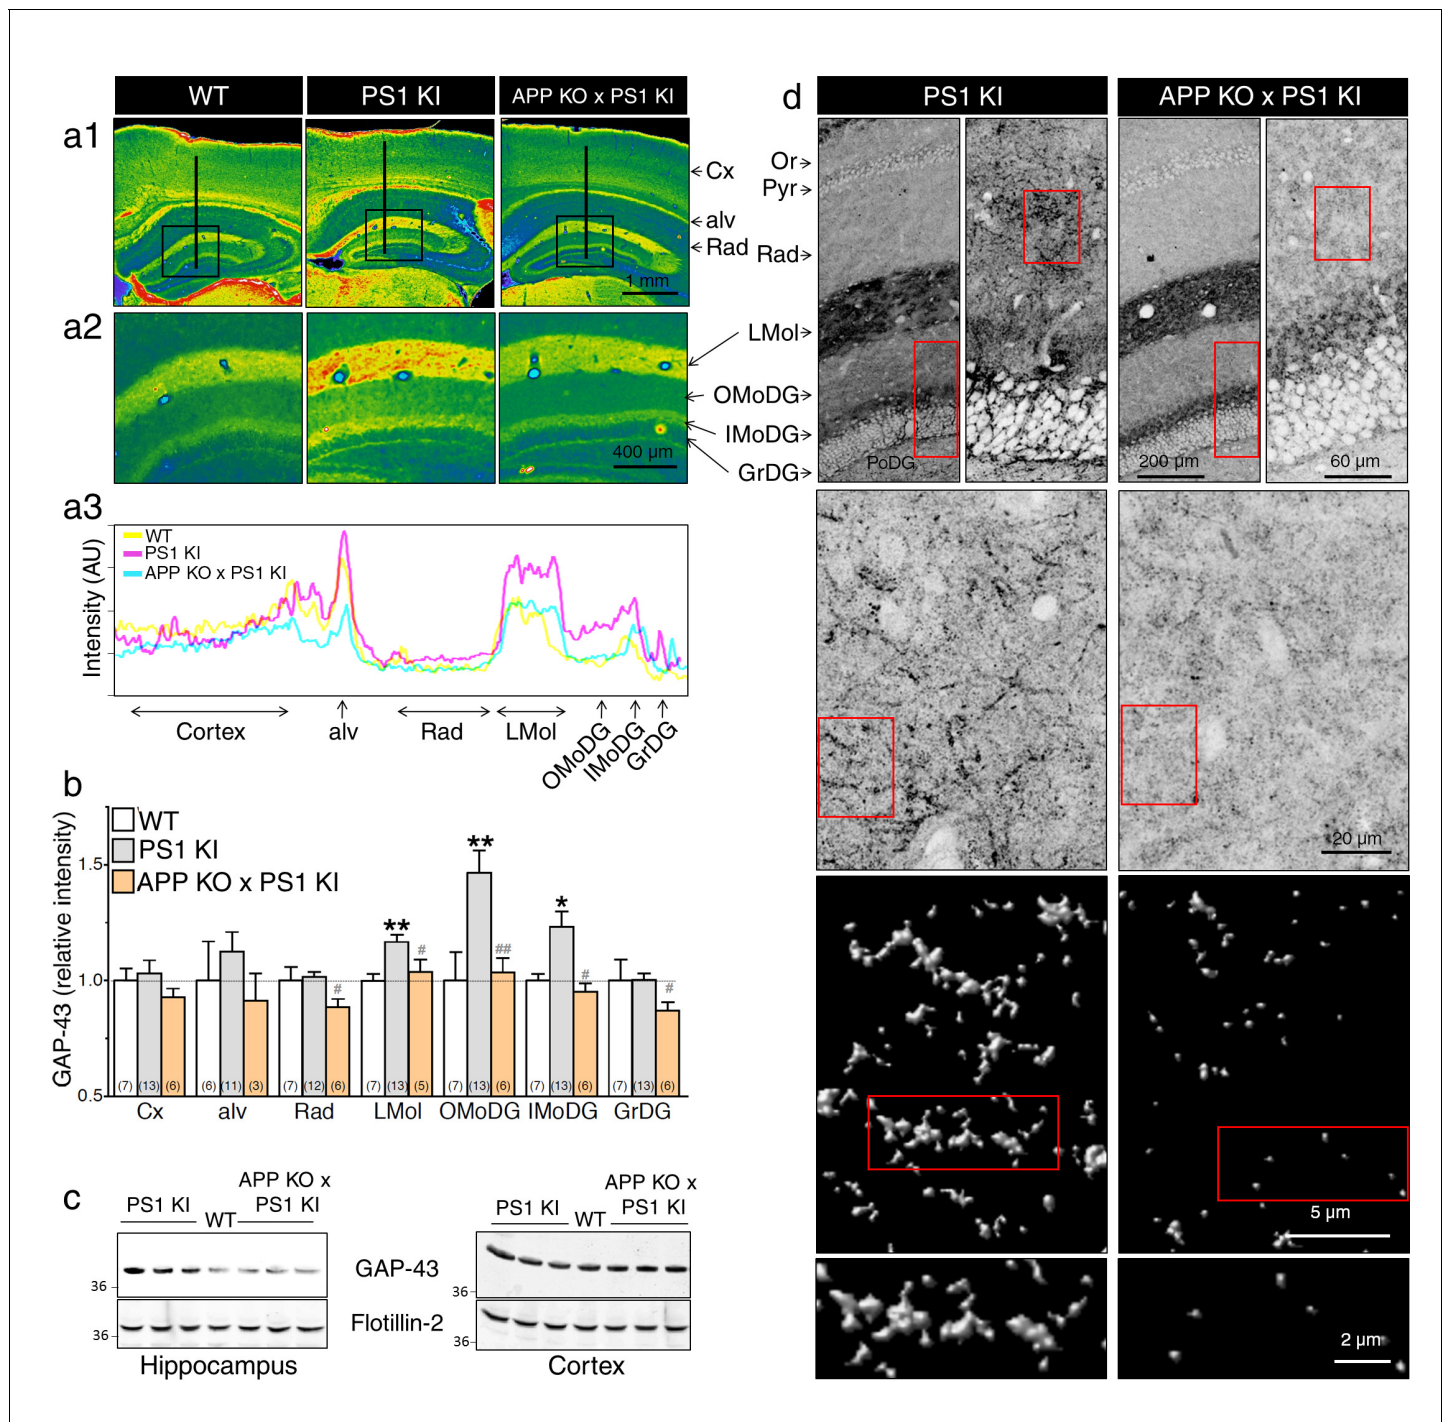 WT PS1 KI APP KO x PS1 KI
a1
Cx
alv
Rad
1 mm
a2
LMol
OMoDG
IMoDG
GrDG
400 µm
a3
Intensity (AU)
WT
PS1 KI
APP KO x PS1 KI
Cortex alv Rad LMol OMoDG IMoDG GrDG
b
GAP-43 (relative intensity)
WT
PS1 KI
APP KO x PS1 KI
1.5
1.0
0.5
** # ** ## * # # #
(7) (13) (6) (6) (11) (3) (7) (12) (6) (7) (13) (5) (7) (13) (6) (7) (13) (6) (7) (13) (6)
Cx alv Rad LMol OMoDG IMoDG GrDG
c
PS1 KI WT APP KO x PS1 KI
PS1 KI WT APP KO x PS1 KI
36 GAP-43 36
36 Flotillin-2 36
Hippocampus Cortex
d
PS1 KI APP KO x PS1 KI
Or
Pyr
Rad
PoDG
200 µm
60 µm
20 µm
5 µm
2 µm